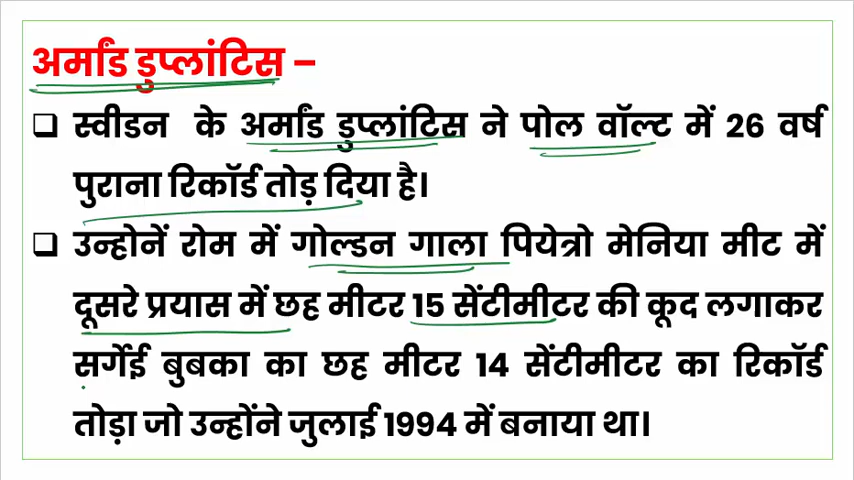 अर्मांड डुप्लांटिस –
❑ स्वीडन के अर्मांड डुप्लांटिस ने पोल वॉल्ट में 26 वर्ष
पुराना रिकॉर्ड तोड़ दिया है।
❑ उन्होनें रोम में गोल्डन गाला पियेत्रो मेनिया मीट में
दूसरे प्रयास में छह मीटर 15 सेंटीमीटर की कूद लगाकर
सर्गेई बुबका का छह मीटर 14 सेंटीमीटर का रिकॉर्ड
तोड़ा जो उन्होंने जुलाई 1994 में बनाया था।